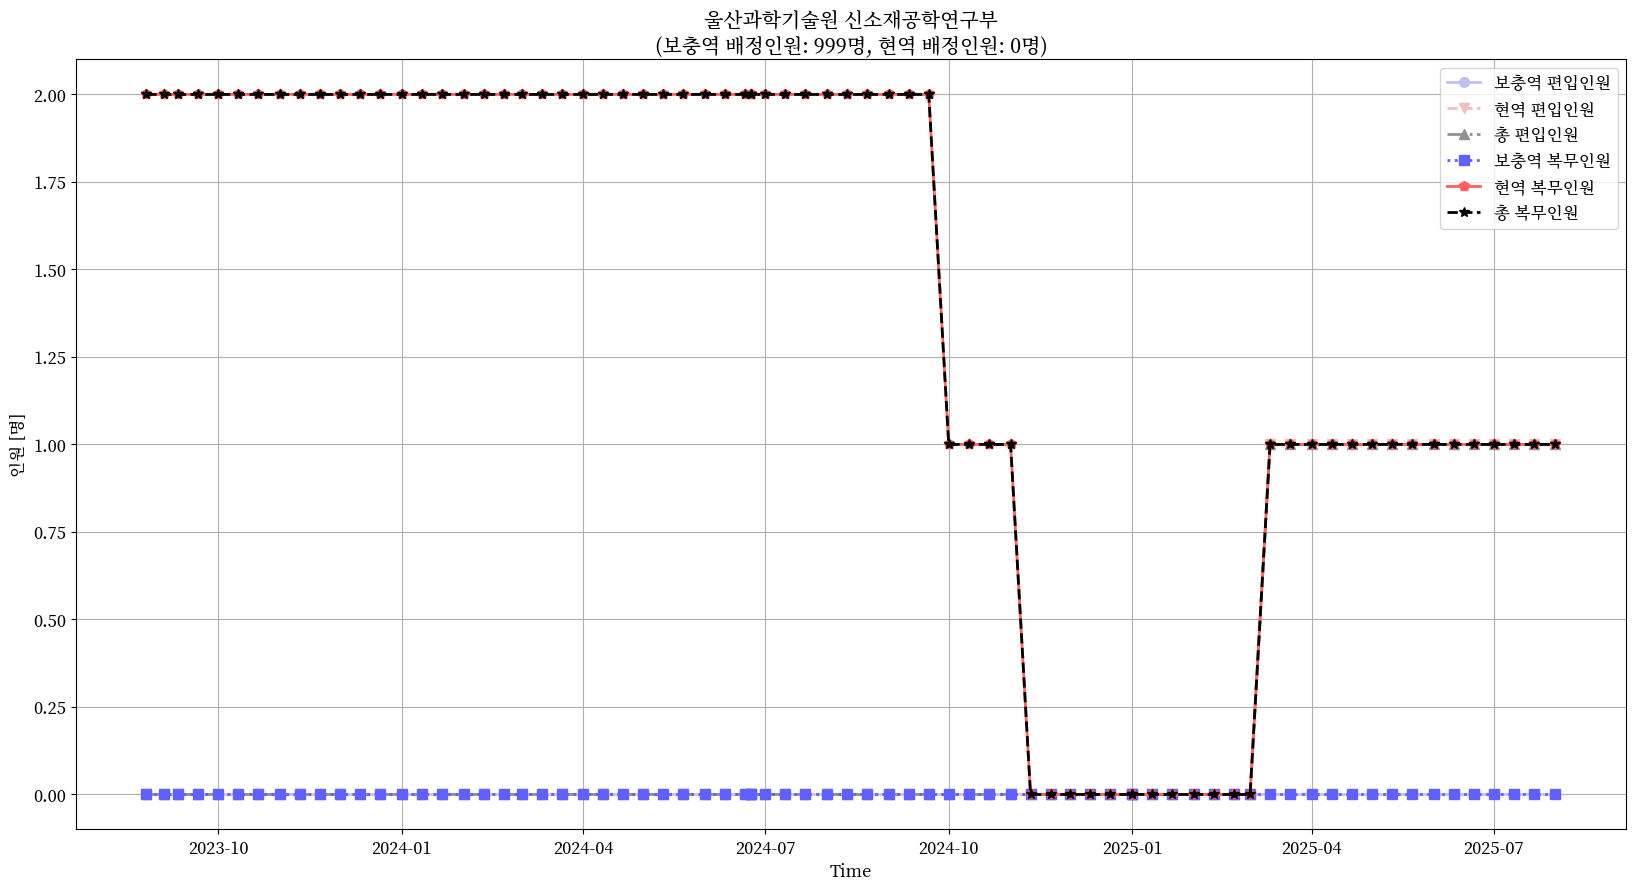 울산과학기술원 신소재공학연구부
(보충역 배정인원: 999명, 현역 배정인원: 0명)
보충역 편입인원
현역 편입인원
총 편입인원
보충역 복무인원
현역 복무인원
총 복무인원
인원 [명]
2.00
1.75
1.50
1.25
1.00
0.75
0.50
0.25
0.00
2023-10
2024-01
2024-04
2024-07
2024-10
2025-01
2025-04
2025-07
Time